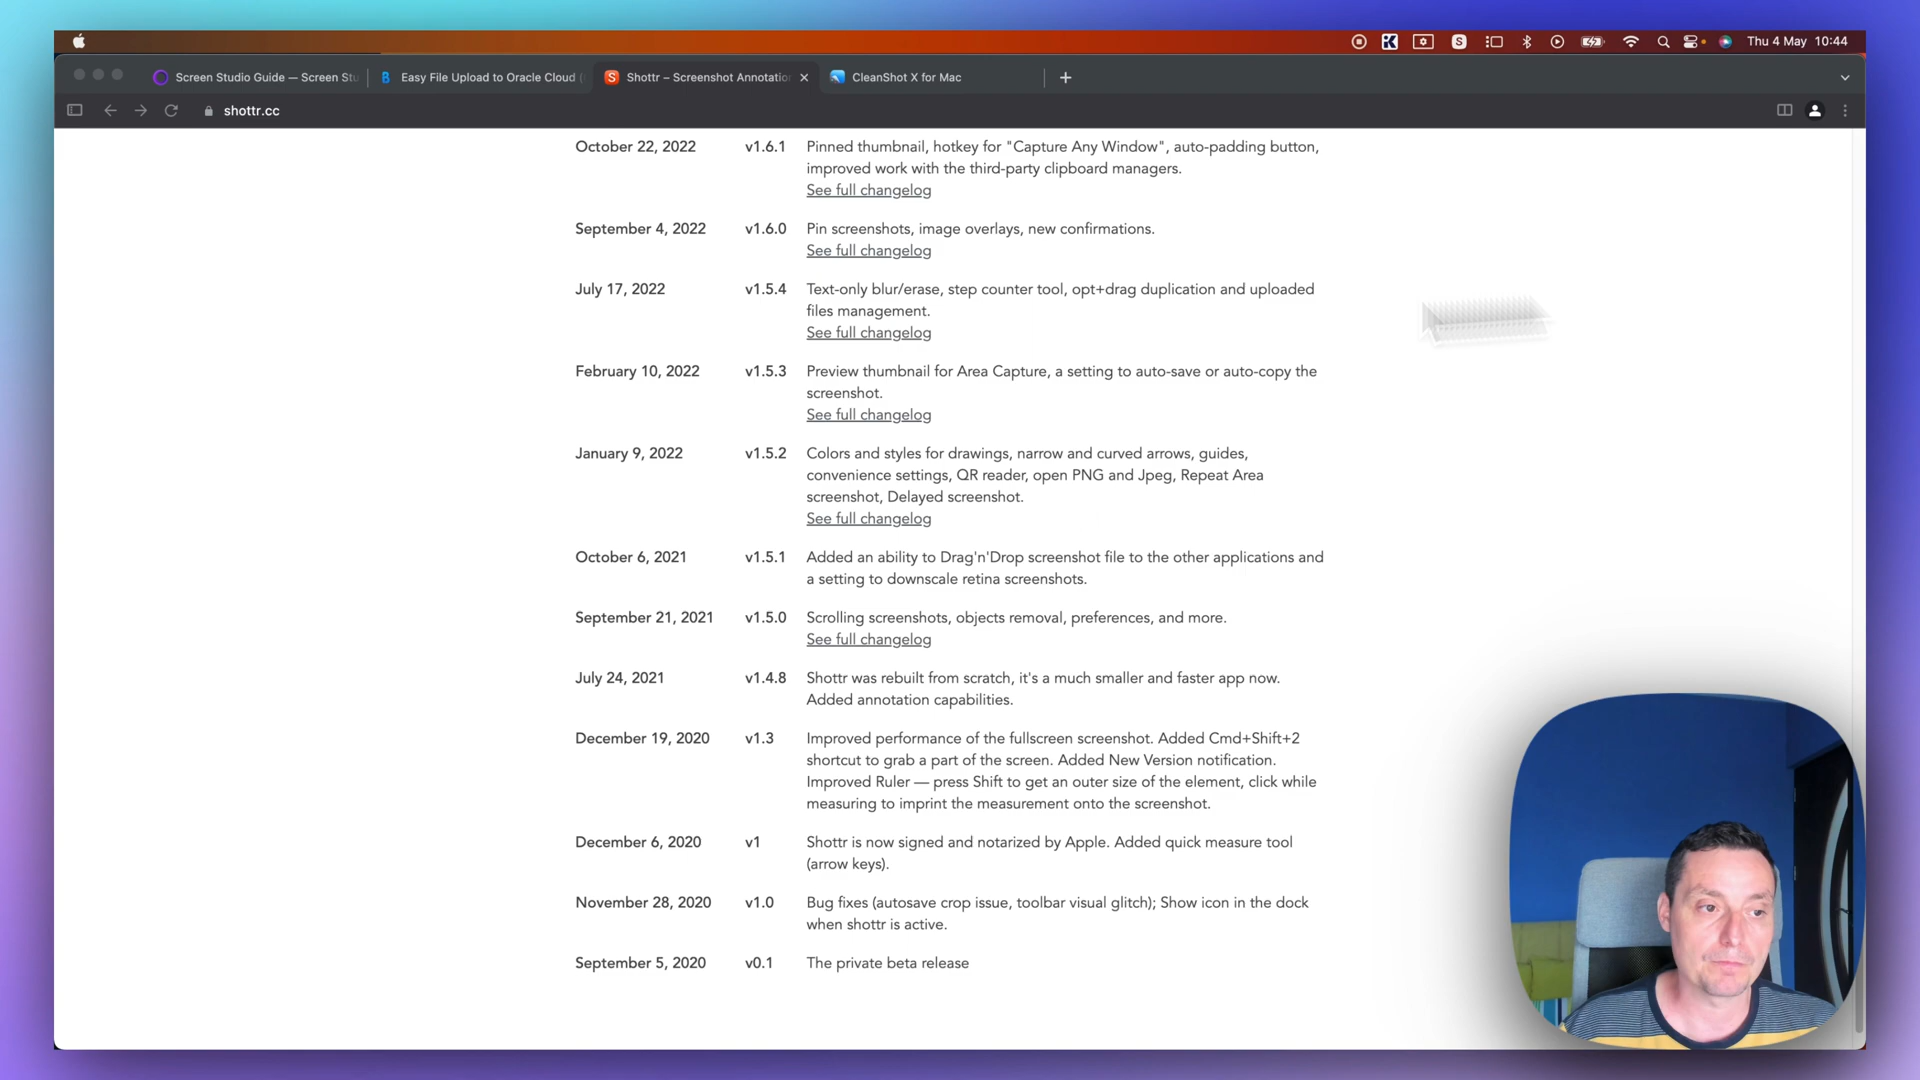 Thu 4 May 10:44
Screen Studio Guide — Screen Stu
Easy File Upload to Oracle Cloud (
Shottr – Screenshot Annotatio
CleanShot X for Mac
shottr.cc
October 22, 2022 v1.6.1 Pinned thumbnail, hotkey for "Capture Any Window", auto-padding button,
improved work with the third-party clipboard managers.
See full changelog
September 4, 2022 v1.6.0 Pin screenshots, image overlays, new confirmations.
See full changelog
July 17, 2022 v1.5.4 Text-only blur/erase, step counter tool, opt+drag duplication and uploaded
files management.
See full changelog
February 10, 2022 v1.5.3 Preview thumbnail for Area Capture, a setting to auto-save or auto-copy the
screenshot.
See full changelog
January 9, 2022 v1.5.2 Colors and styles for drawings, narrow and curved arrows, guides,
convenience settings, QR reader, open PNG and Jpeg, Repeat Area
screenshot, Delayed screenshot.
See full changelog
October 6, 2021 v1.5.1 Added an ability to Drag'n'Drop screenshot file to the other applications and
a setting to downscale retina screenshots.
September 21, 2021 v1.5.0 Scrolling screenshots, objects removal, preferences, and more.
See full changelog
July 24, 2021 v1.4.8 Shottr was rebuilt from scratch, it's a much smaller and faster app now.
Added annotation capabilities.
December 19, 2020 v1.3 Improved performance of the fullscreen screenshot. Added Cmd+Shift+2
shortcut to grab a part of the screen. Added New Version notification.
Improved Ruler — press Shift to get an outer size of the element, click while
measuring to imprint the measurement onto the screenshot.
December 6, 2020 v1 Shottr is now signed and notarized by Apple. Added quick measure tool
(arrow keys).
November 28, 2020 v1.0 Bug fixes (autosave crop issue, toolbar visual glitch); Show icon in the dock
when shottr is active.
September 5, 2020 v0.1 The private beta release